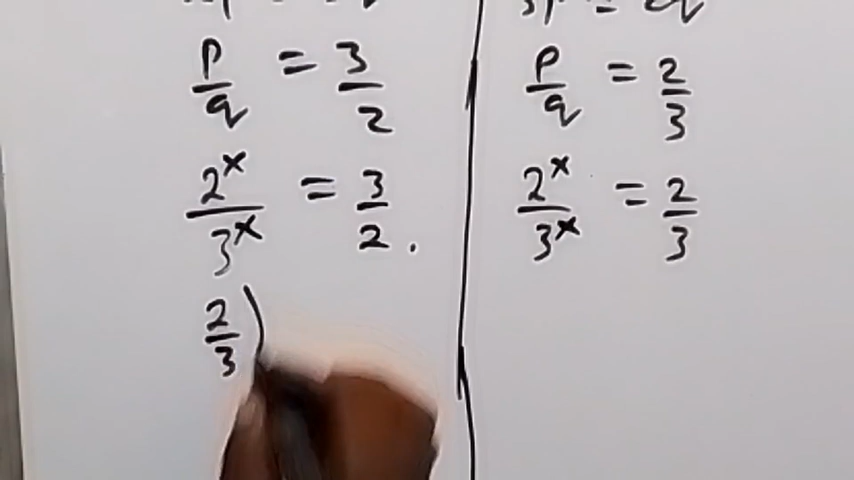 p/q = 3/2
2^x/3^x = 3/2.
2/3)
p/q = 2/3
2^x/3^x = 2/3